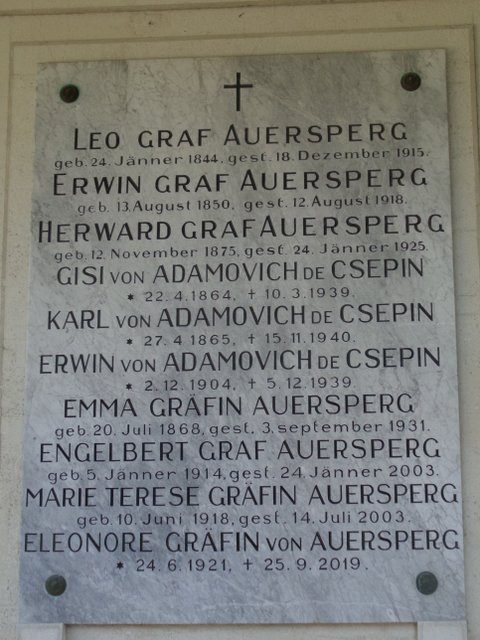 LEO GRAF AUERSPERG
geb. 24. Jänner 1844, gest. 18. Dezember 1915.
ERWIN GRAF AUERSPERG
geb. 13. August 1850, gest. 12. August 1918.
HERWARD GRAF AUERSPERG
geb. 12. November 1875, gest. 24. Jänner 1925.
GISI VON ADAMOVICH DE CSEPIN
* 22.4.1864, † 10.3.1939.
KARL VON ADAMOVICH DE CSEPIN
* 27.4.1865, † 15.11.1940.
ERWIN VON ADAMOVICH DE CSEPIN
* 2.12.1904, † 5.12.1939.
EMMA GRÄFIN AUERSPERG
geb. 20. Juli 1868, gest. 3. september 1931.
ENGELBERT GRAF AUERSPERG
geb. 5. Jänner 1914, gest. 24. Jänner 2003.
MARIE TERESE GRÄFIN AUERSPERG
geb. 10. Juni 1918, gest. 14. Juli 2003.
ELEONORE GRÄFIN VON AUERSPERG
* 24.6.1921, † 25.9.2019.